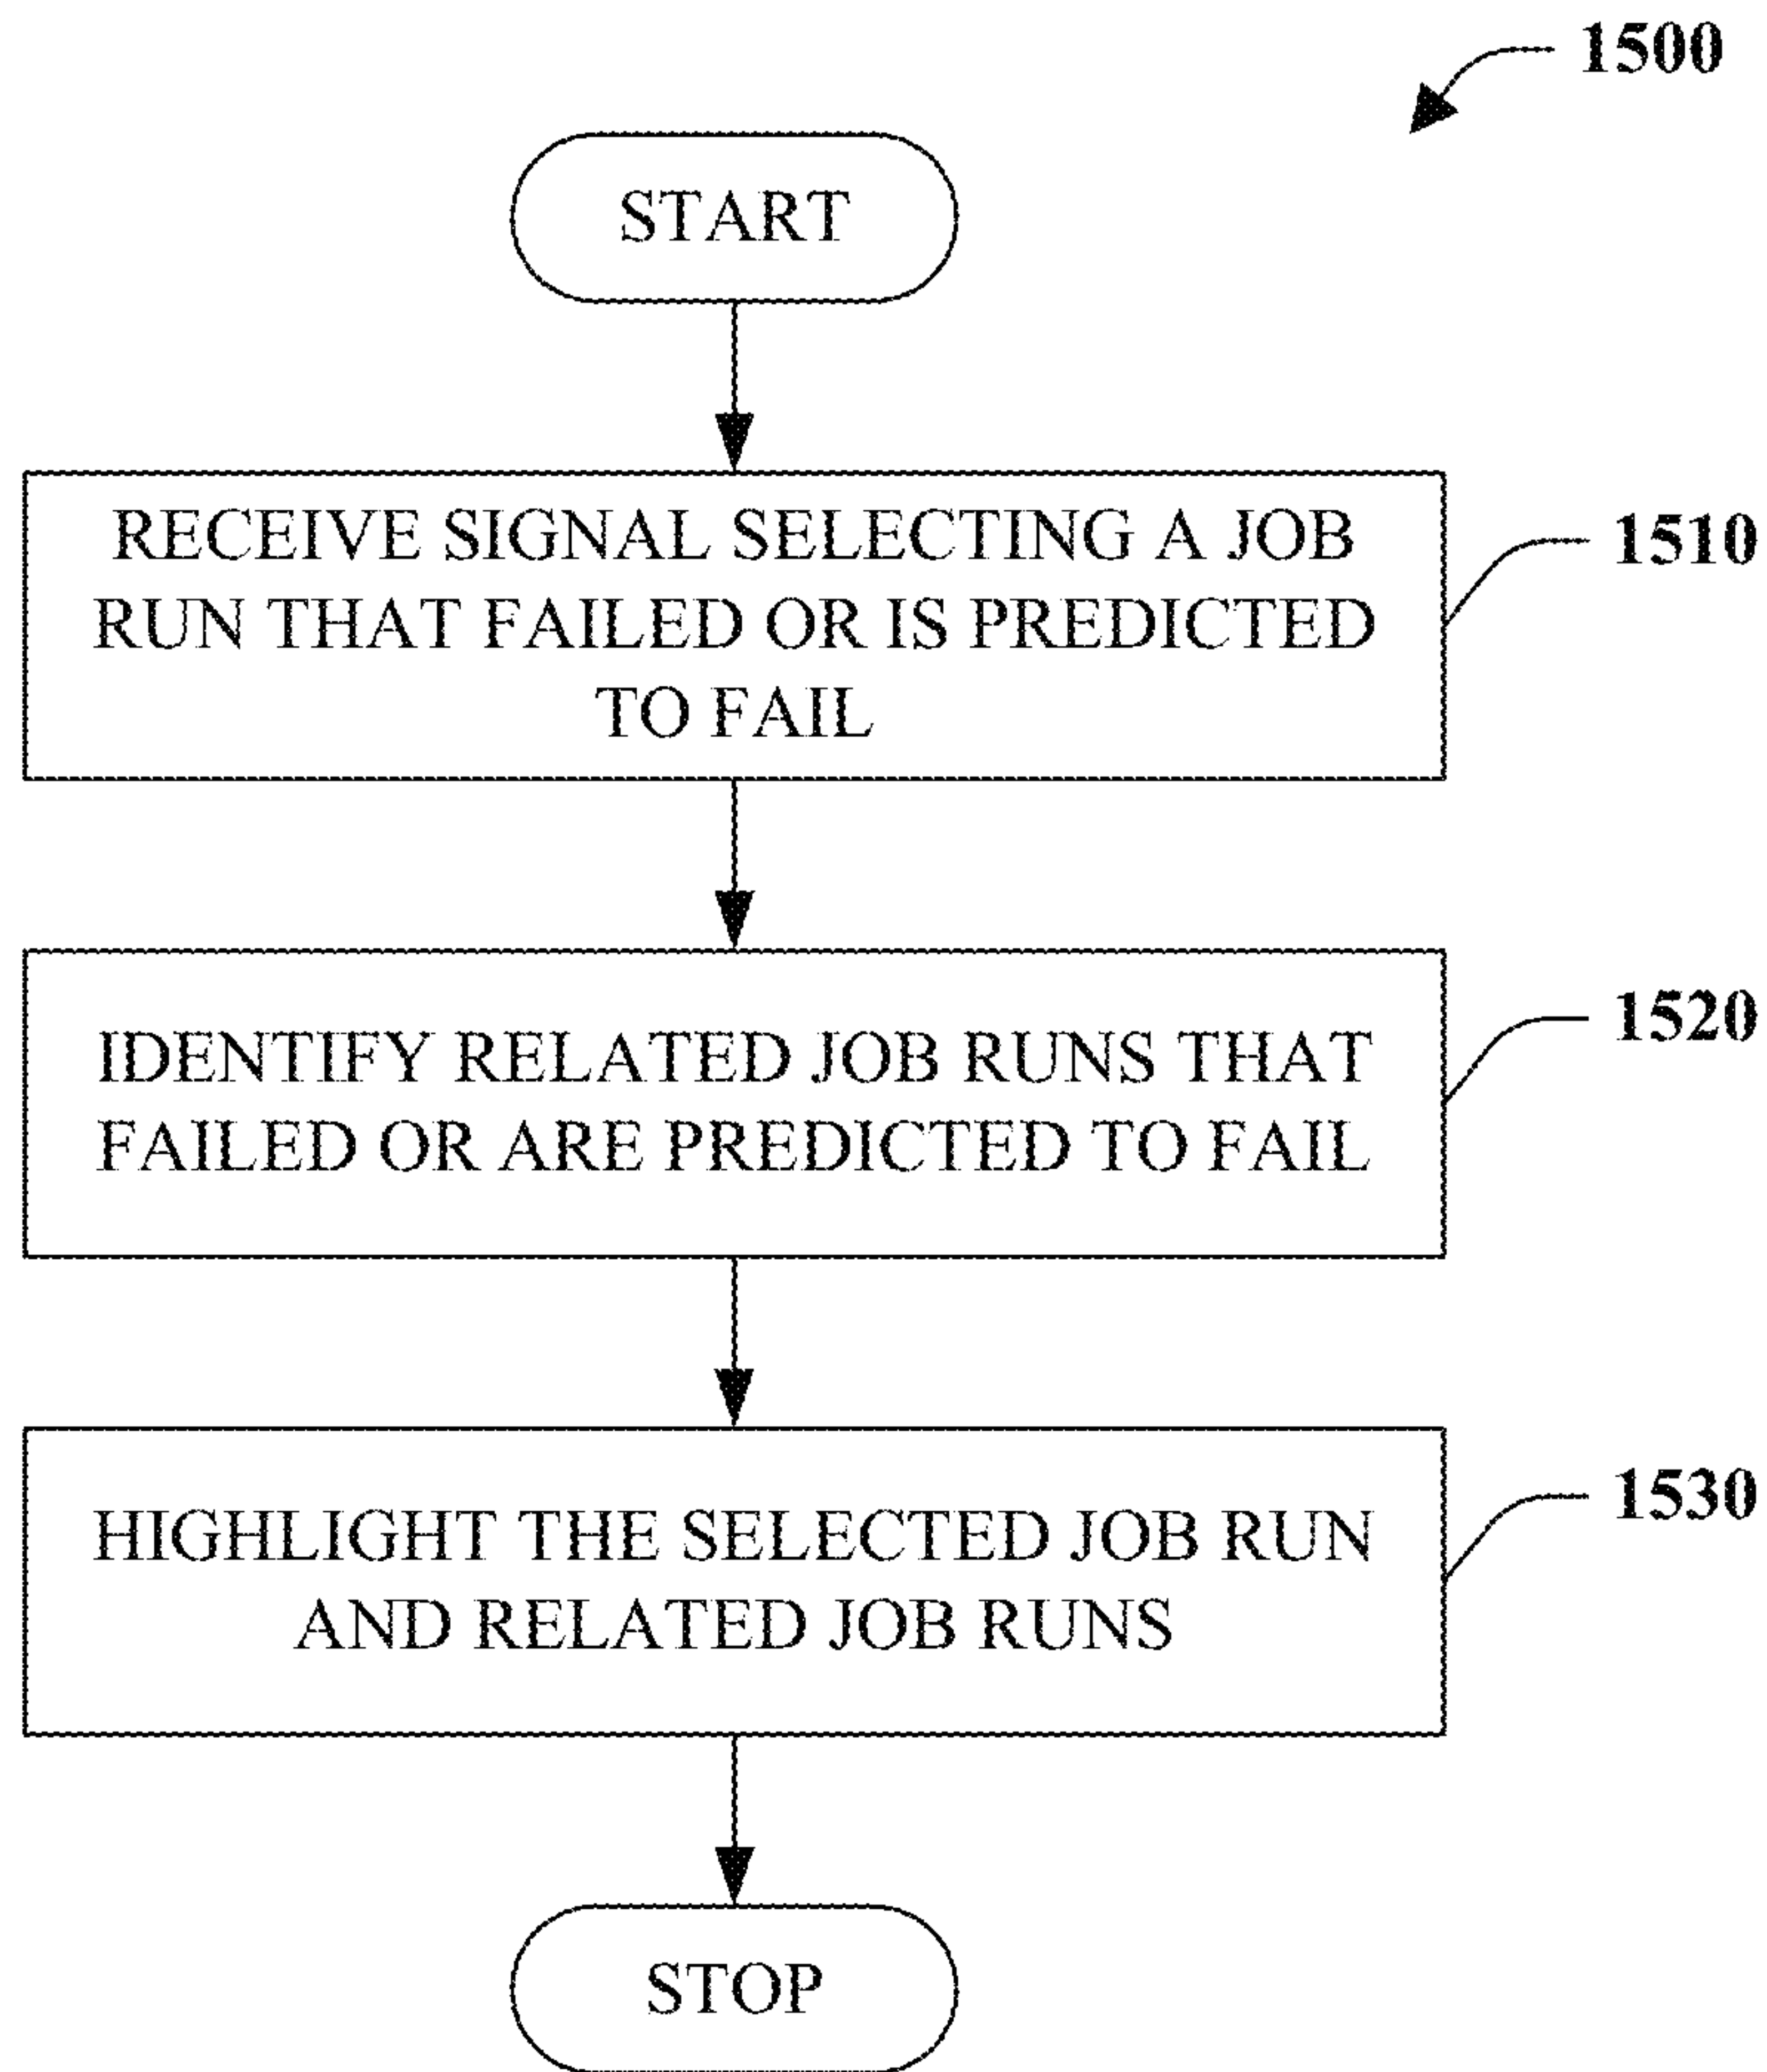 1500
START
RECEIVE SIGNAL SELECTING A JOB
RUN THAT FAILED OR IS PREDICTED
TO FAIL
1510
IDENTIFY RELATED JOB RUNS THAT
FAILED OR ARE PREDICTED TO FAIL
1520
HIGHLIGHT THE SELECTED JOB RUN
AND RELATED JOB RUNS
1530
STOP